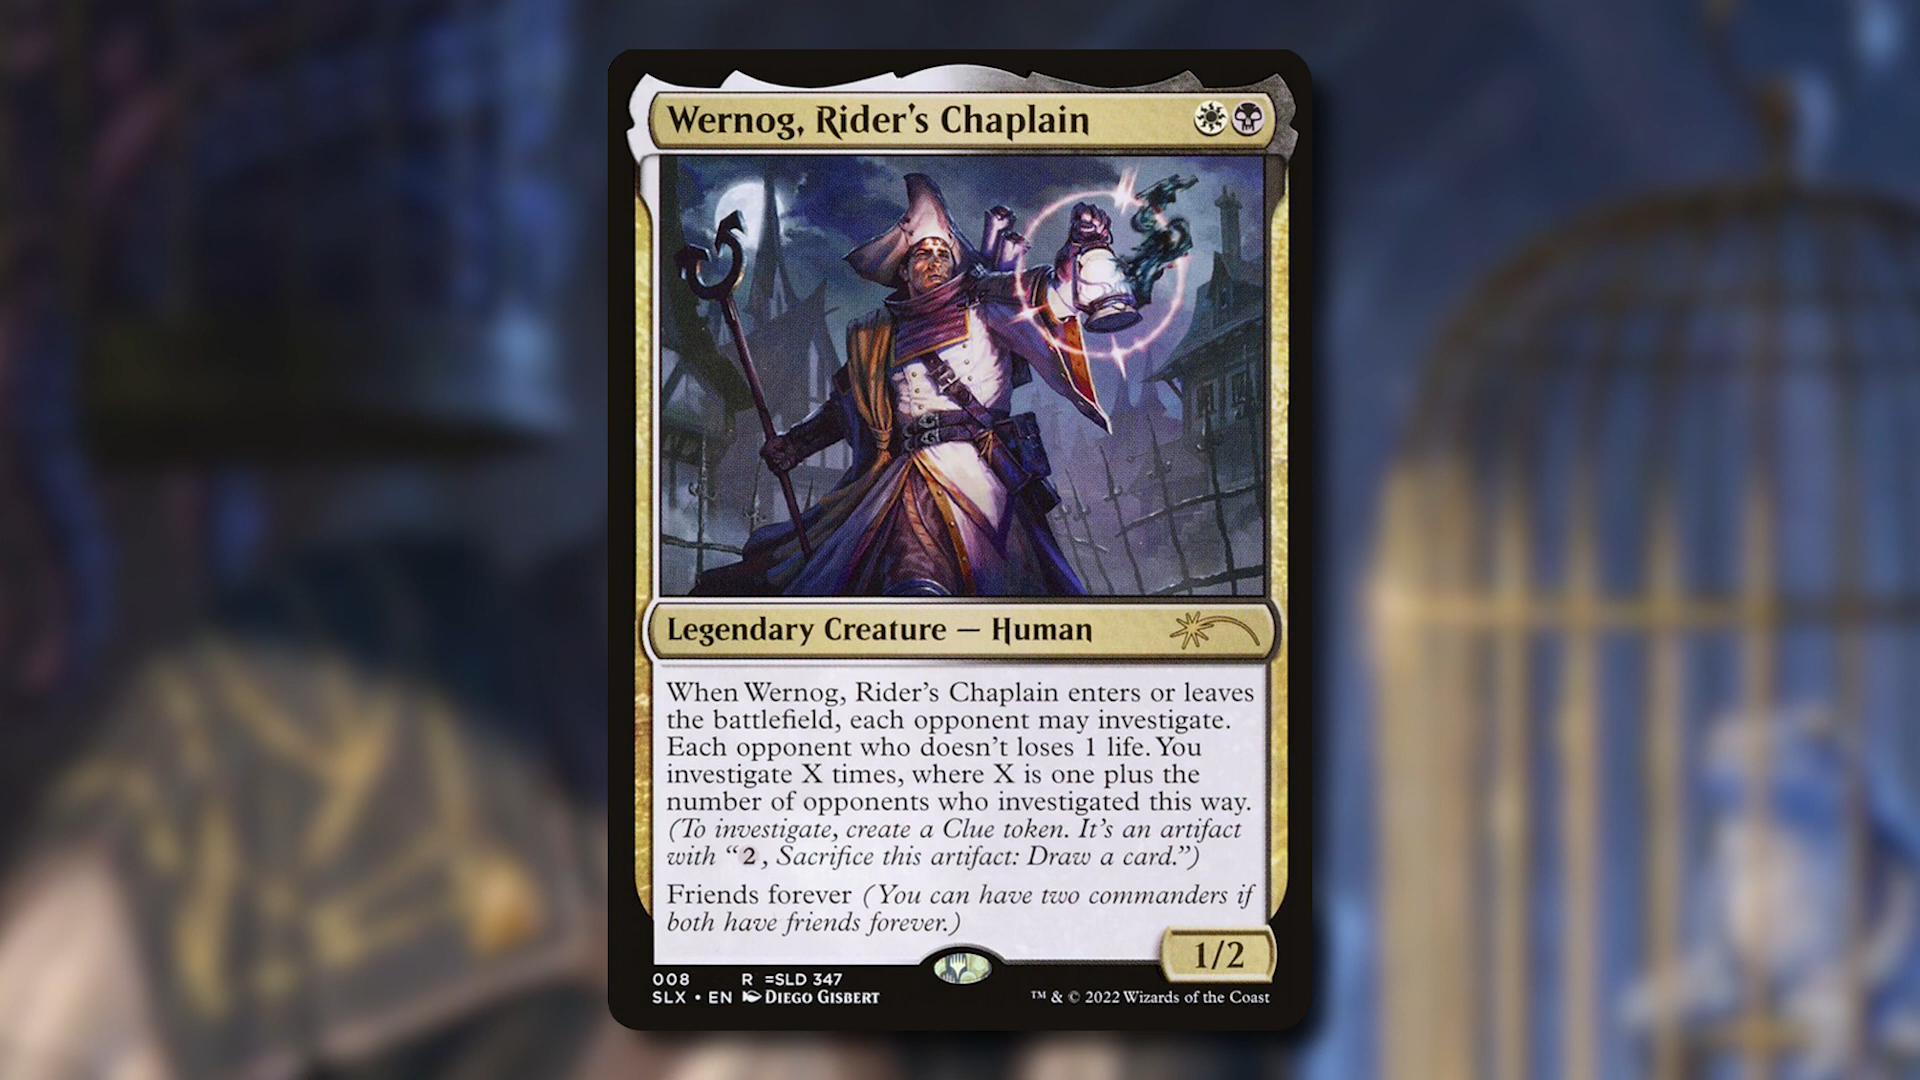 Wernog, Rider's Chaplain
Legendary Creature — Human
When Wernog, Rider's Chaplain enters or leaves
the battlefield, each opponent may investigate.
Each opponent who doesn't loses 1 life. You
investigate X times, where X is one plus the
number of opponents who investigated this way.
(To investigate, create a Clue token. It's an artifact
with “2, Sacrifice this artifact: Draw a card.”)
Friends forever (You can have two commanders if
both have friends forever.)
1/2
008 R =SLD 347
SLX • EN DIEGO GISBERT
™ & © 2022 Wizards of the Coast